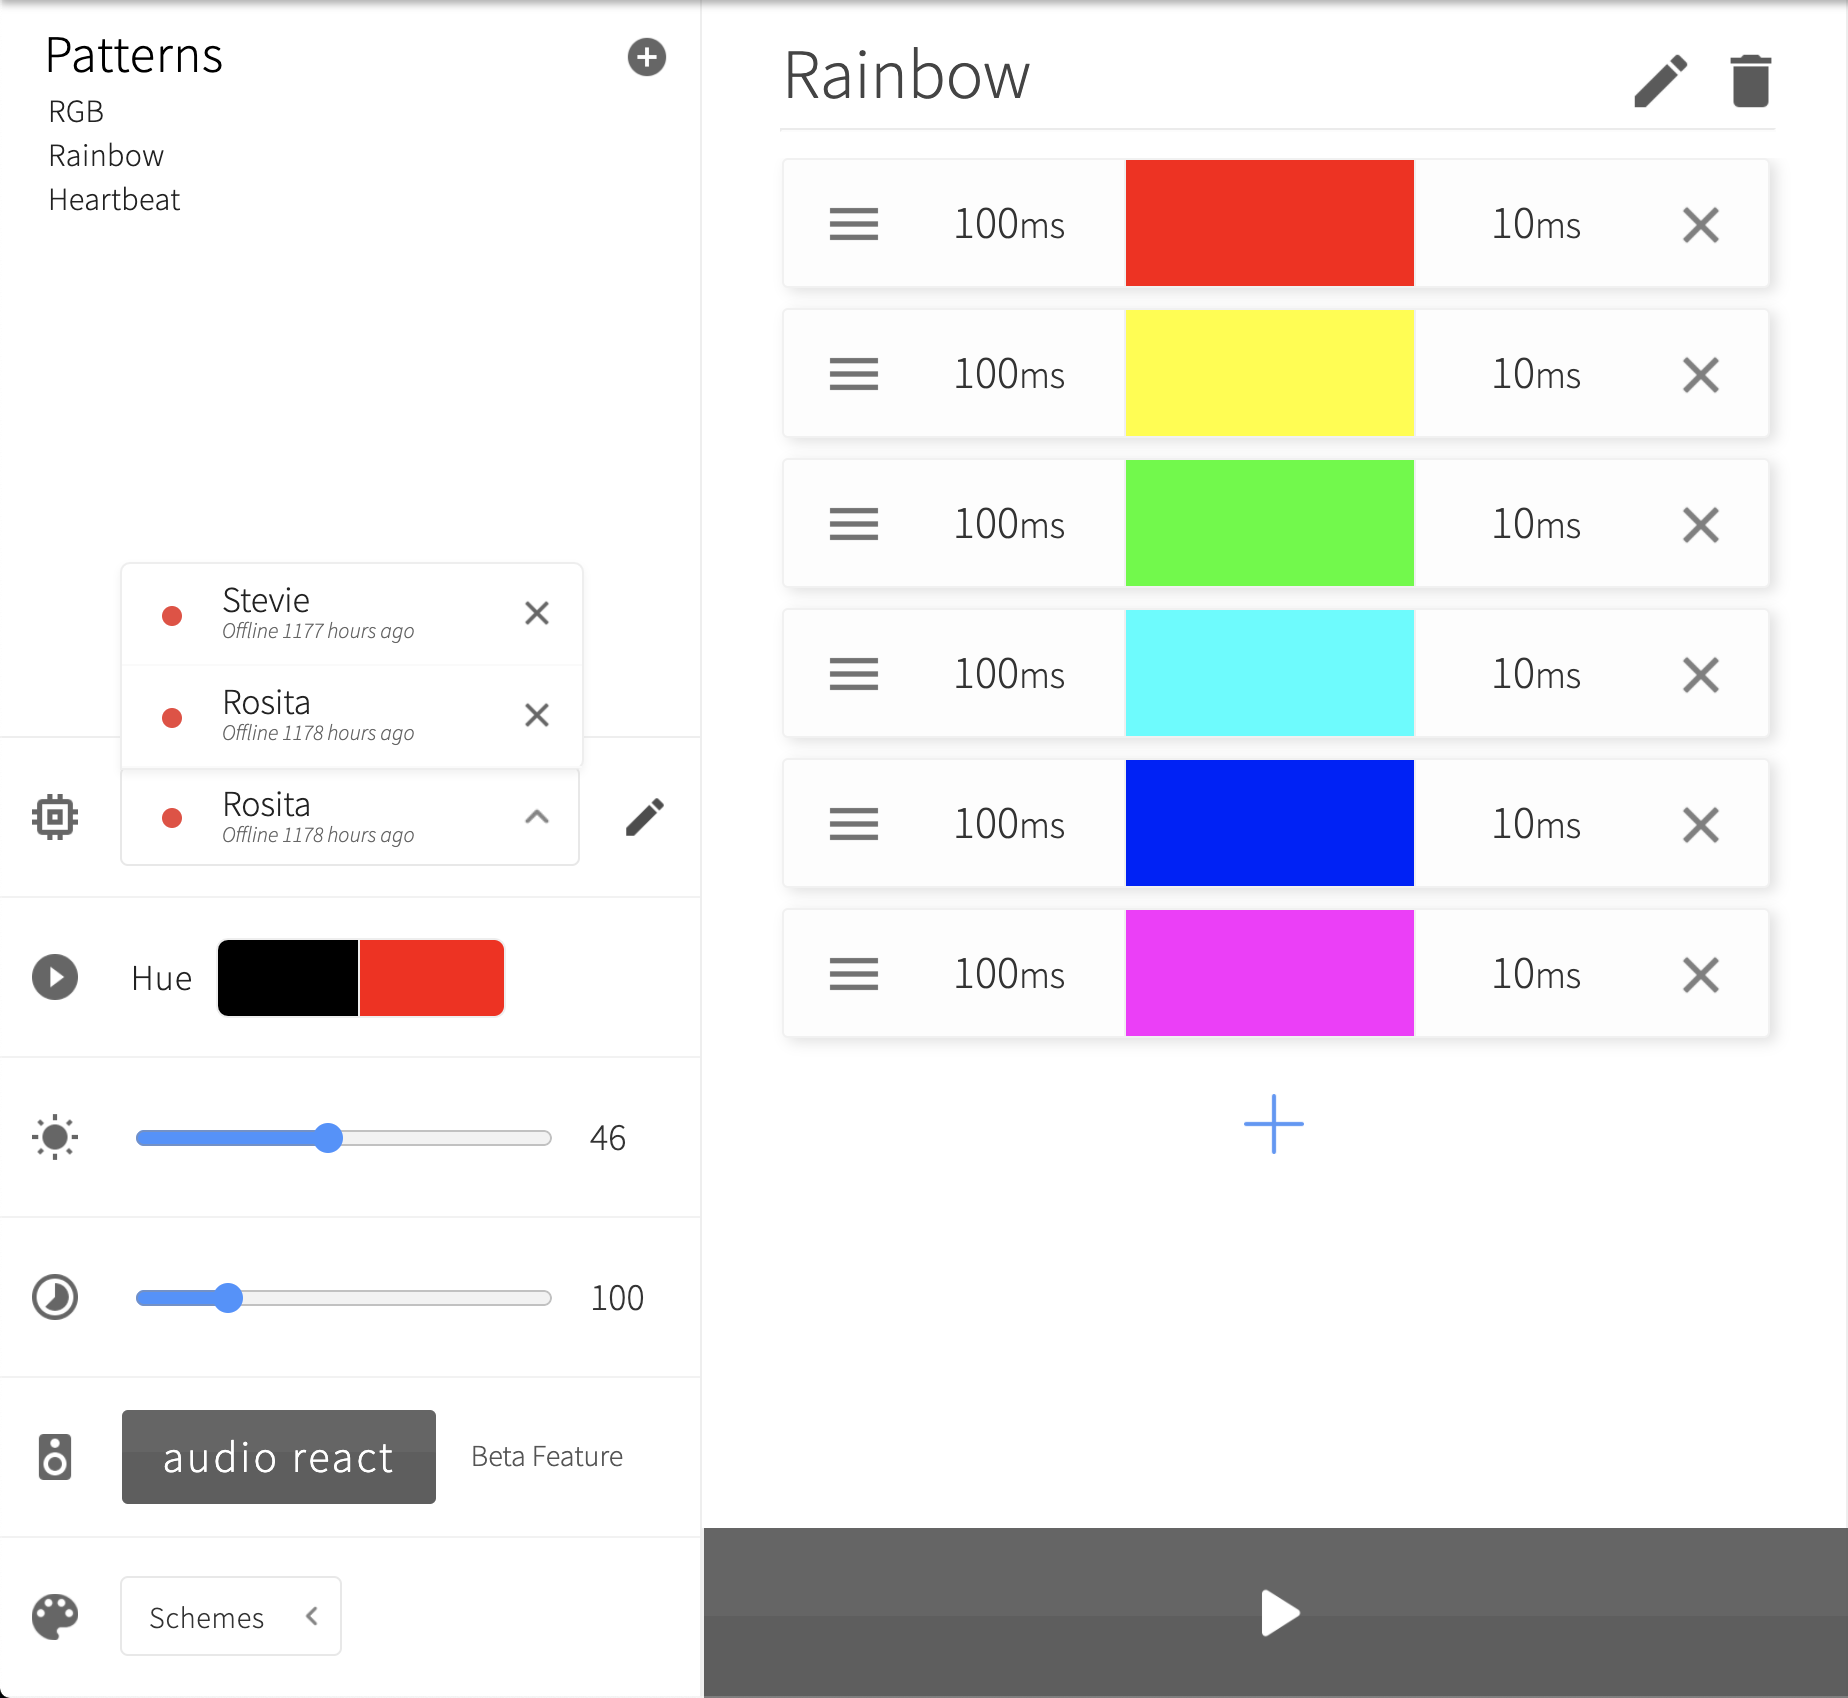 Patterns
RGB
Rainbow
Heartbeat
Stevie
Offline 1177 hours ago
Rosita
Offline 1178 hours ago
Rosita
Offline 1178 hours ago
Hue
46
100
audio react
Beta Feature
Schemes
Rainbow
100ms 10ms
100ms 10ms
100ms 10ms
100ms 10ms
100ms 10ms
100ms 10ms